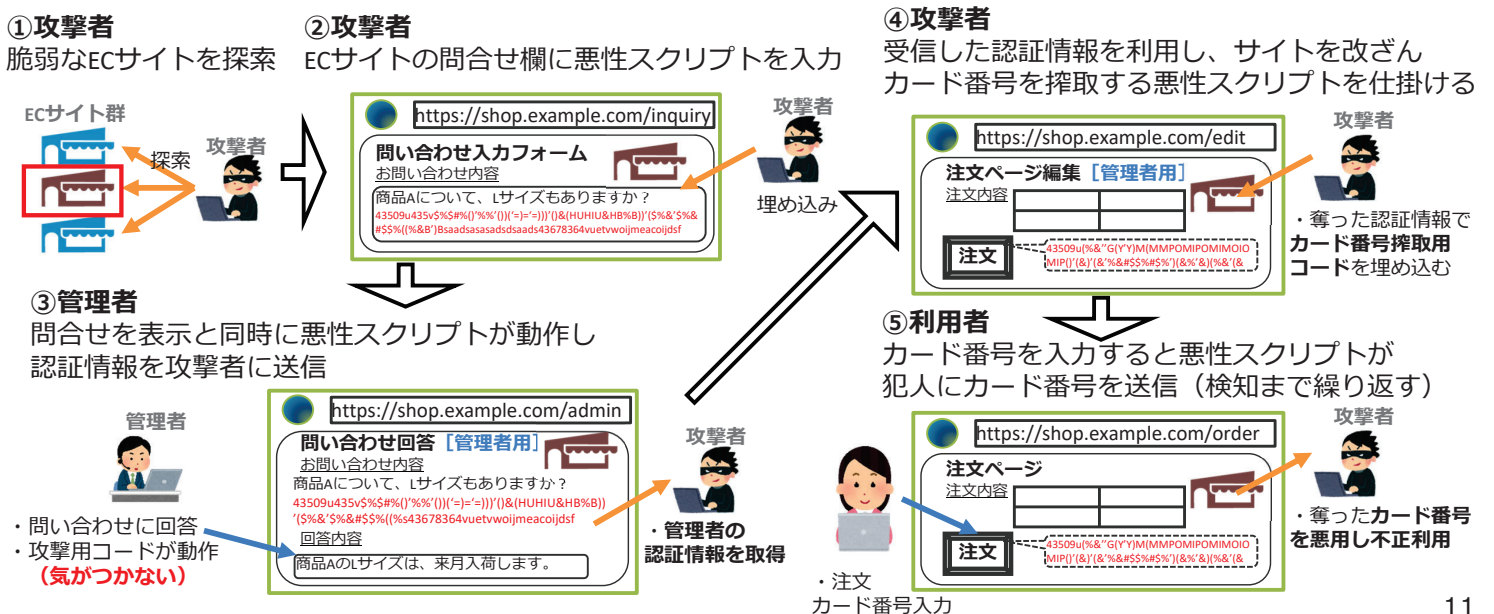 ①攻撃者
脆弱なECサイトを探索
ECサイト群
探索
攻撃者
②攻撃者
ECサイトの問合せ欄に悪性スクリプトを入力
https://shop.example.com/inquiry
問い合わせ入力フォーム
お問い合わせ内容
商品Aについて、Lサイズもありますか？
43509u435v$%$#%()'%%'())('=)='=)))'()&(HUHIU&HB%B))'($%&'$%&
#$$%((%&B')Bsaadsasasadsdsaads43678364vuetvwoijmeacoijdsf
攻撃者
埋め込み
③管理者
問合せを表示と同時に悪性スクリプトが動作し
認証情報を攻撃者に送信
管理者
・問い合わせに回答
・攻撃用コードが動作
（気がつかない）
https://shop.example.com/admin
問い合わせ回答［管理者用］
お問い合わせ内容
商品Aについて、Lサイズもありますか？
43509u435v$%$#%()'%%'())('=)='=)))'()&(HUHIU&HB%B))
'($%&'$%&#$$%((%s43678364vuetvwoijmeacoijdsf
回答内容
商品AのLサイズは、来月入荷します。
攻撃者
・管理者の
認証情報を取得
④攻撃者
受信した認証情報を利用し、サイトを改ざん
カード番号を搾取する悪性スクリプトを仕掛ける
https://shop.example.com/edit
注文ページ編集［管理者用］
注文内容
注文
43509u(%&"G(Y'Y)M(MMPOMIPOMIMOIO
MIP()'(&)'(&'%&#$$%#$%')(&%'&)(%&'(&
攻撃者
・奪った認証情報で
カード番号搾取用
コードを埋め込む
⑤利用者
カード番号を入力すると悪性スクリプトが
犯人にカード番号を送信（検知まで繰り返す）
https://shop.example.com/order
注文ページ
注文内容
注文
43509u(%&"G(Y'Y)M(MMPOMIPOMIMOIO
MIP()'(&)'(&'%&#$$%#$%')(&%'&)(%&'(&
・注文
カード番号入力
攻撃者
・奪ったカード番号
を悪用し不正利用
11